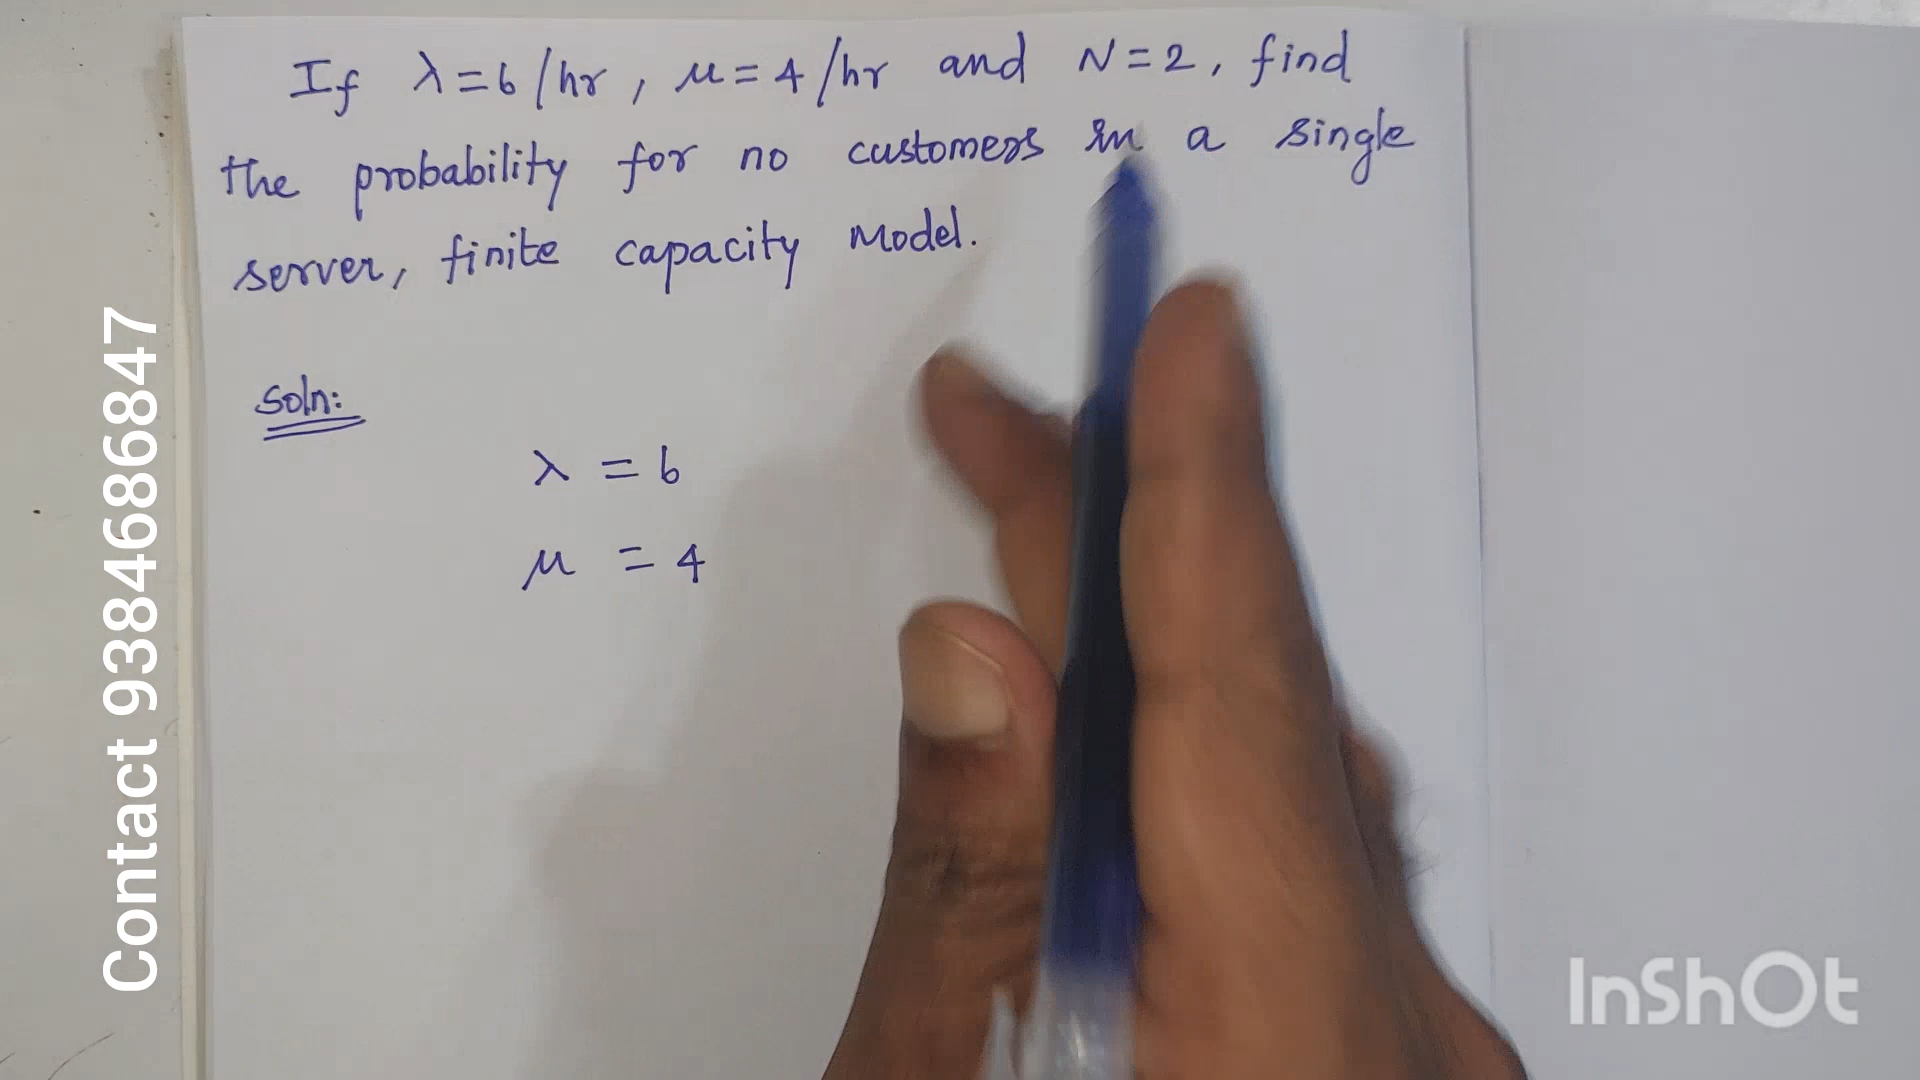 If λ=6/hr, μ=4/hr and N=2, find
the probability for no customers in a single
server, finite capacity Model.
Soln:
λ = 6
μ = 4
Contact 9384686847
InShOt